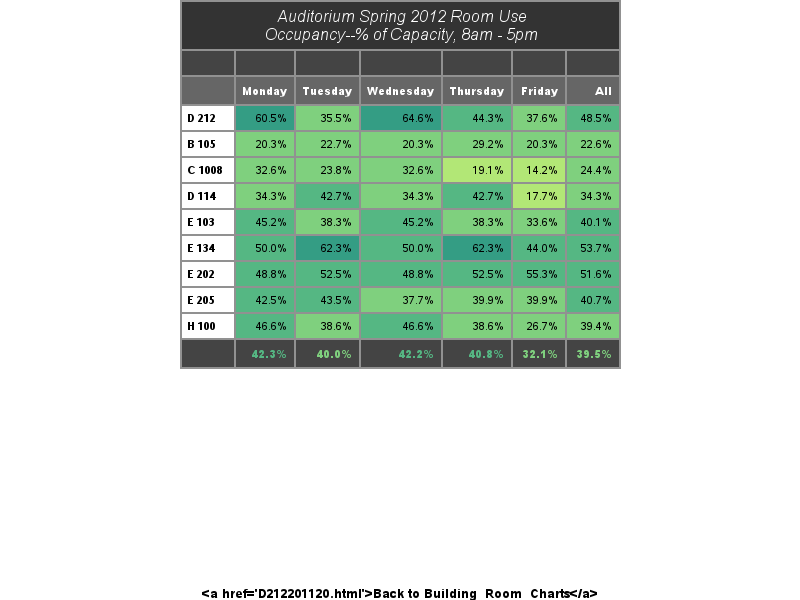 Auditorium Spring 2012 Room Use
Occupancy--% of Capacity, 8am - 5pm
Monday Tuesday Wednesday Thursday Friday All
D 212 60.5% 35.5% 64.6% 44.3% 37.6% 48.5%
B 105 20.3% 22.7% 20.3% 29.2% 20.3% 22.6%
C 1008 32.6% 23.8% 32.6% 19.1% 14.2% 24.4%
D 114 34.3% 42.7% 34.3% 42.7% 17.7% 34.3%
E 103 45.2% 38.3% 45.2% 38.3% 33.6% 40.1%
E 134 50.0% 62.3% 50.0% 62.3% 44.0% 53.7%
E 202 48.8% 52.5% 48.8% 52.5% 55.3% 51.6%
E 205 42.5% 43.5% 37.7% 39.9% 39.9% 40.7%
H 100 46.6% 38.6% 46.6% 38.6% 26.7% 39.4%
42.3% 40.0% 42.2% 40.8% 32.1% 39.5%
<a href='D212201120.html'>Back to Building Room Charts</a>